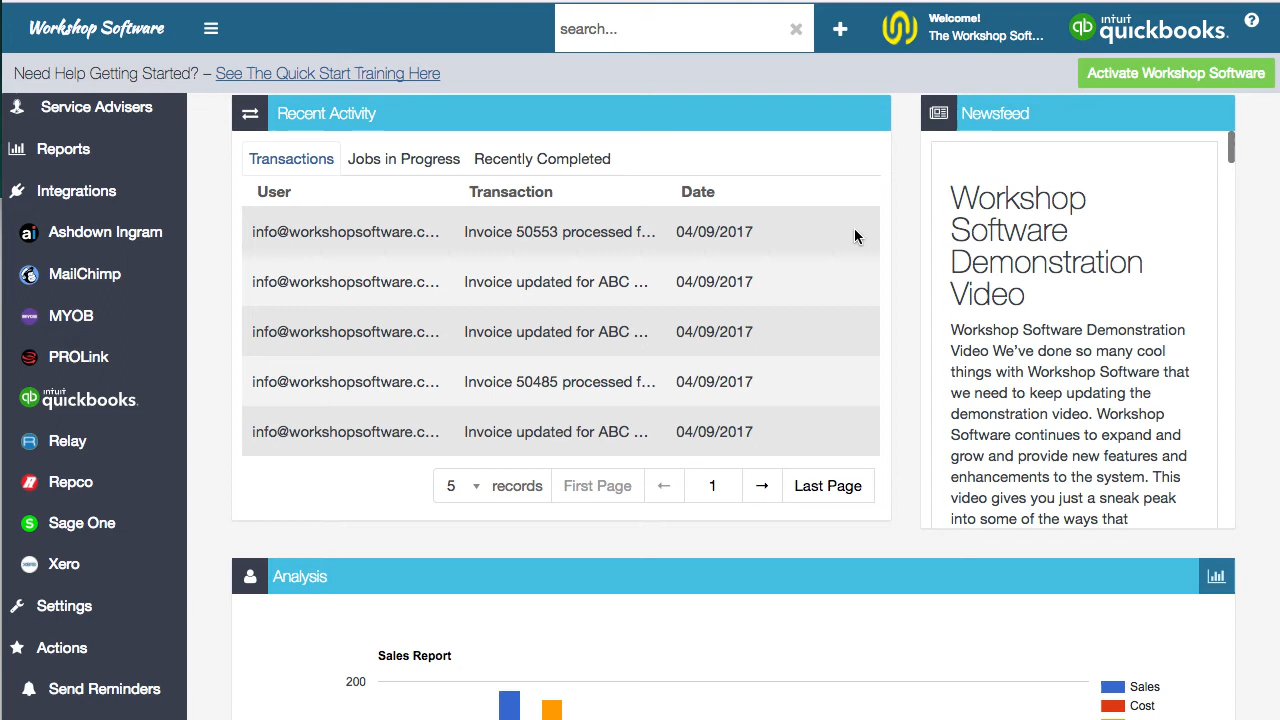 Workshop Software
search...
Welcome!
The Workshop Soft...
qb intuit quickbooks.
?
Need Help Getting Started? – See The Quick Start Training Here
Activate Workshop Software
Service Advisers
Reports
Integrations
ai Ashdown Ingram
MailChimp
MYOB MYOB
PROLink
qb intuit quickbooks.
R Relay
Repco
S Sage One
Xero
Settings
Actions
Send Reminders
Recent Activity
Transactions Jobs in Progress Recently Completed
User Transaction Date
info@workshopsoftware.c... Invoice 50553 processed f... 04/09/2017
info@workshopsoftware.c... Invoice updated for ABC ... 04/09/2017
info@workshopsoftware.c... Invoice updated for ABC ... 04/09/2017
info@workshopsoftware.c... Invoice 50485 processed f... 04/09/2017
info@workshopsoftware.c... Invoice updated for ABC ... 04/09/2017
5 records First Page ← 1 → Last Page
Newsfeed
Workshop
Software
Demonstration
Video
Workshop Software Demonstration
Video We've done so many cool
things with Workshop Software that
we need to keep updating the
demonstration video. Workshop
Software continues to expand and
grow and provide new features and
enhancements to the system. This
video gives you just a sneak peak
into some of the ways that
Analysis
Sales Report
200
Sales
Cost